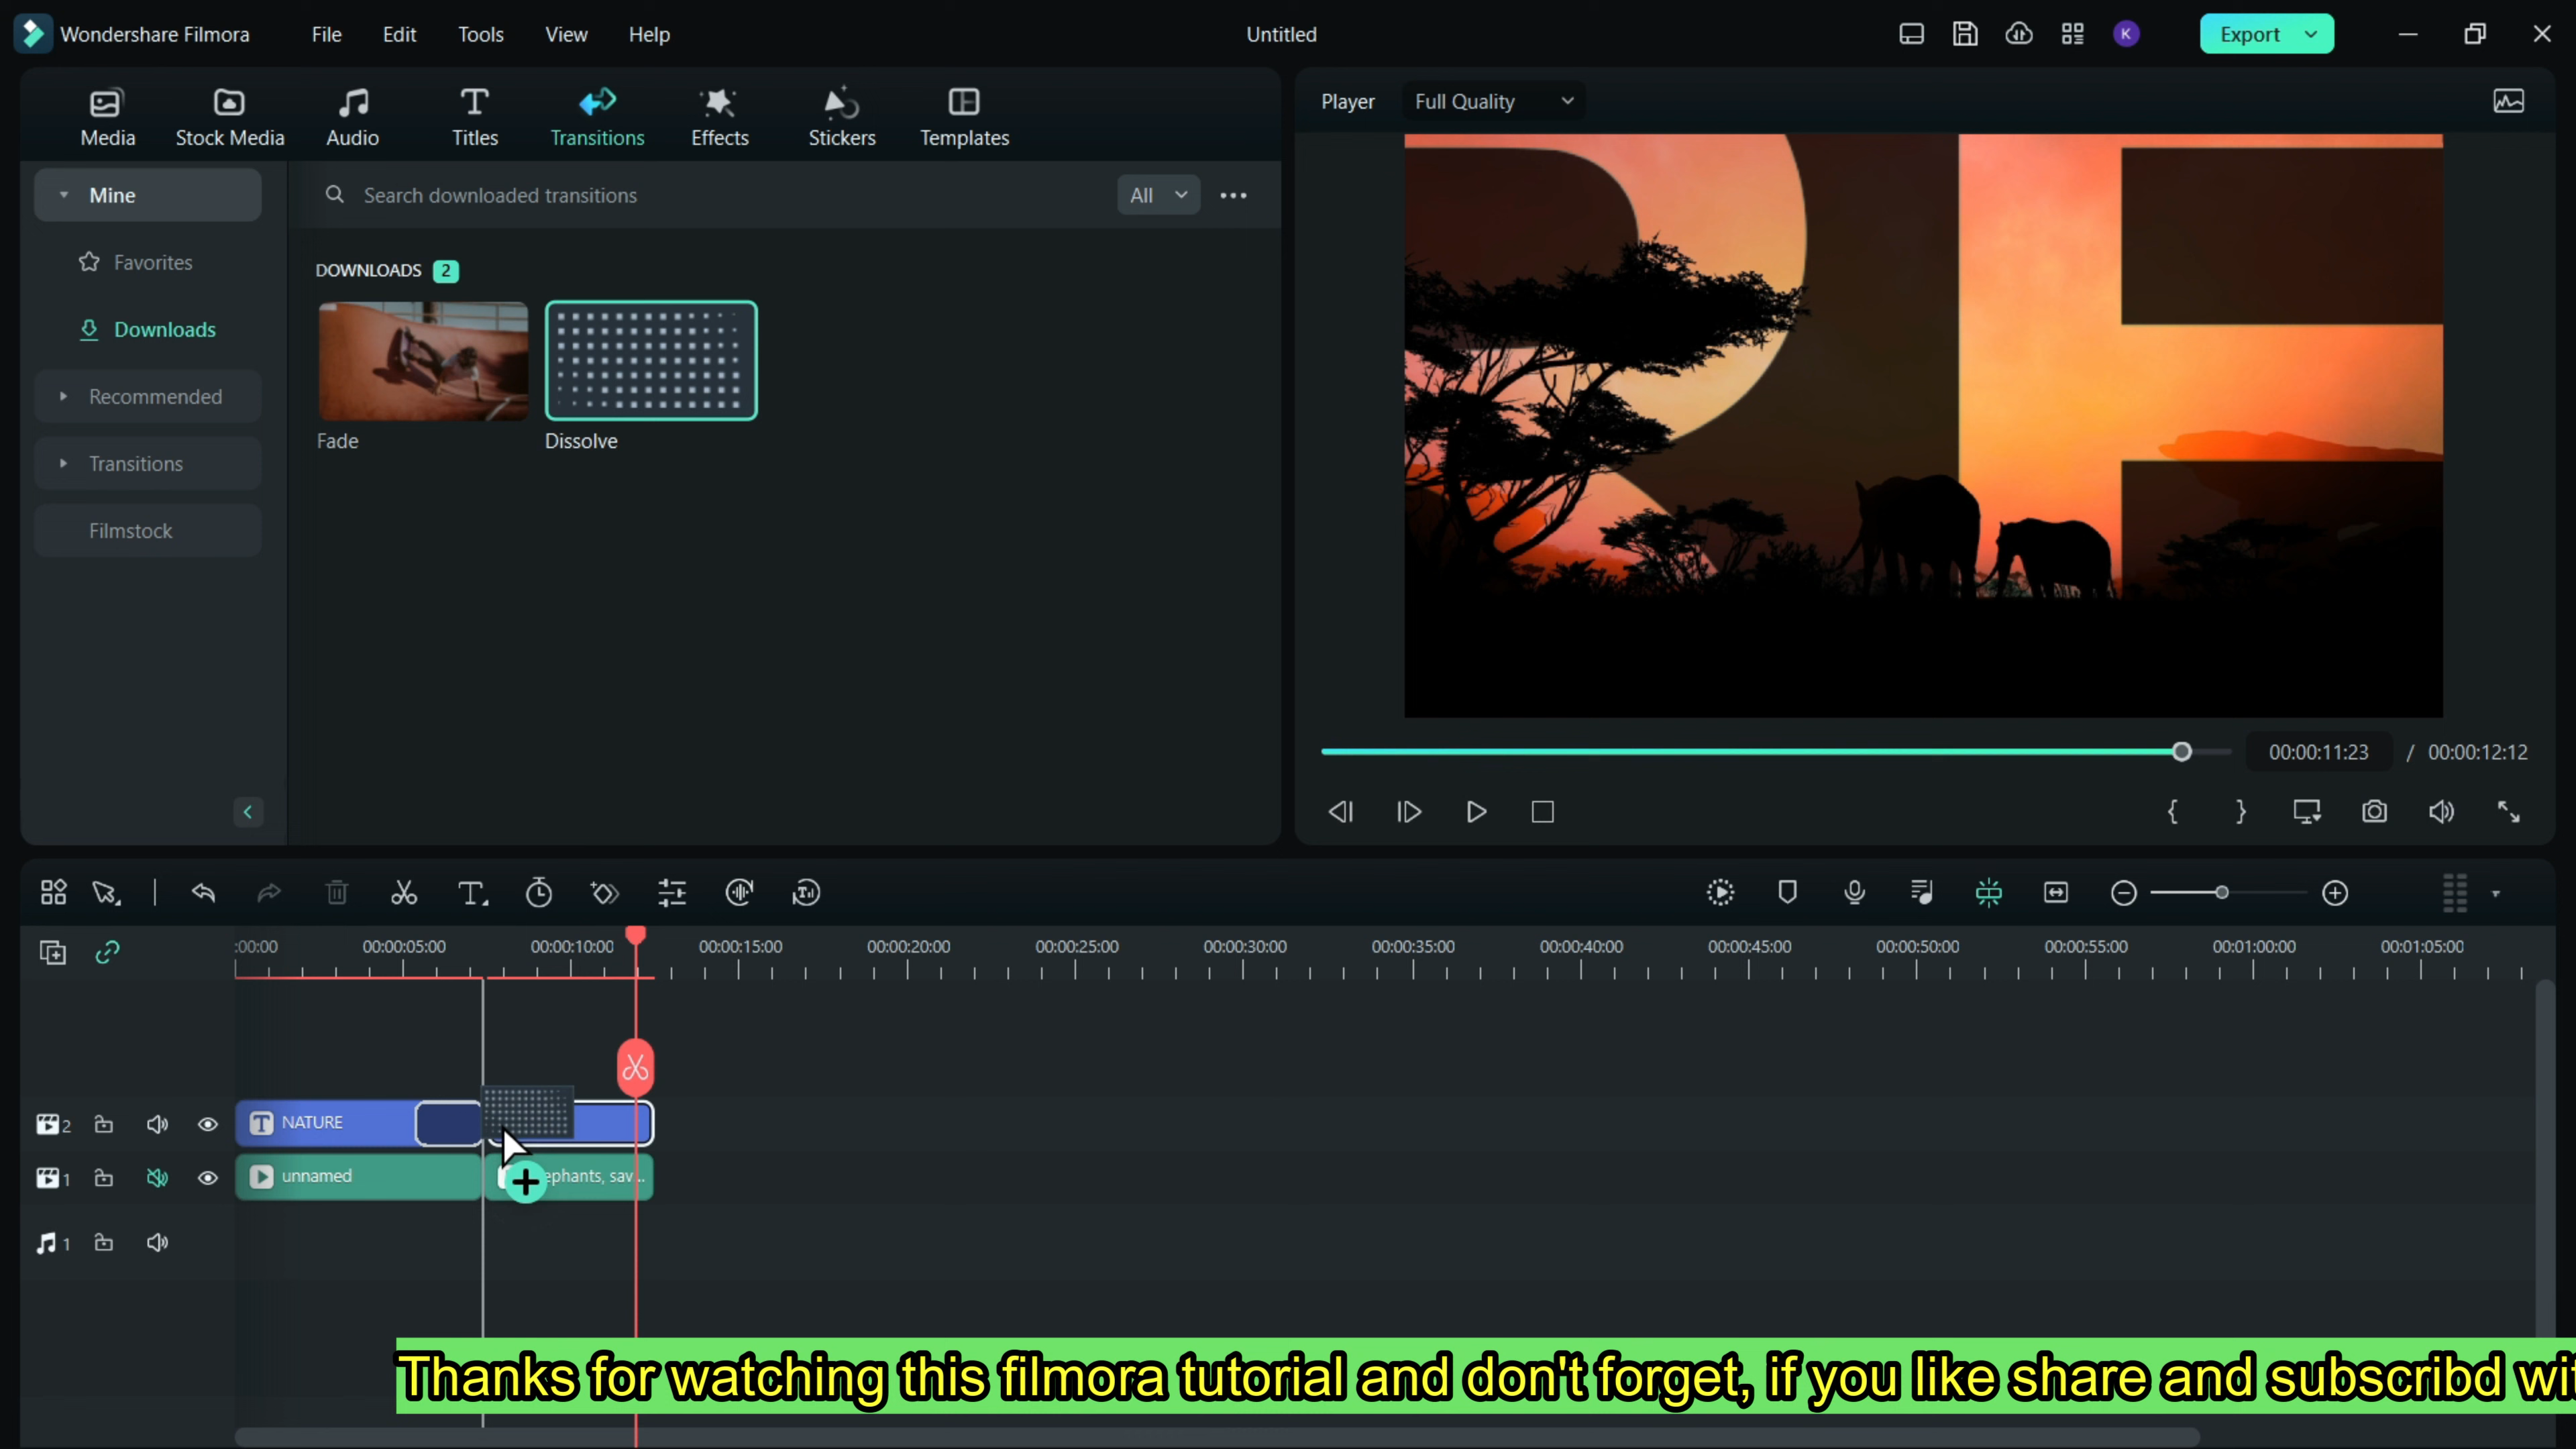 Wondershare Filmora
File
Edit
Tools
View
Help
Untitled
K
Export
Media
Stock Media
Audio
Titles
Transitions
Effects
Stickers
Templates
Player
Full Quality
Mine
Search downloaded transitions
All
Favorites
Downloads
Recommended
Transitions
Filmstock
DOWNLOADS 2
Fade
Dissolve
RE
00:00:11:23 / 00:00:12:12
:00:00
00:00:05:00
00:00:10:00
00:00:15:00
00:00:20:00
00:00:25:00
00:00:30:00
00:00:35:00
00:00:40:00
00:00:45:00
00:00:50:00
00:00:55:00
00:01:00:00
00:01:05:00
2
NATURE
1
unnamed
ephants, sav...
1
Thanks for watching this filmora tutorial and don't forget, if you like share and subscribd wit